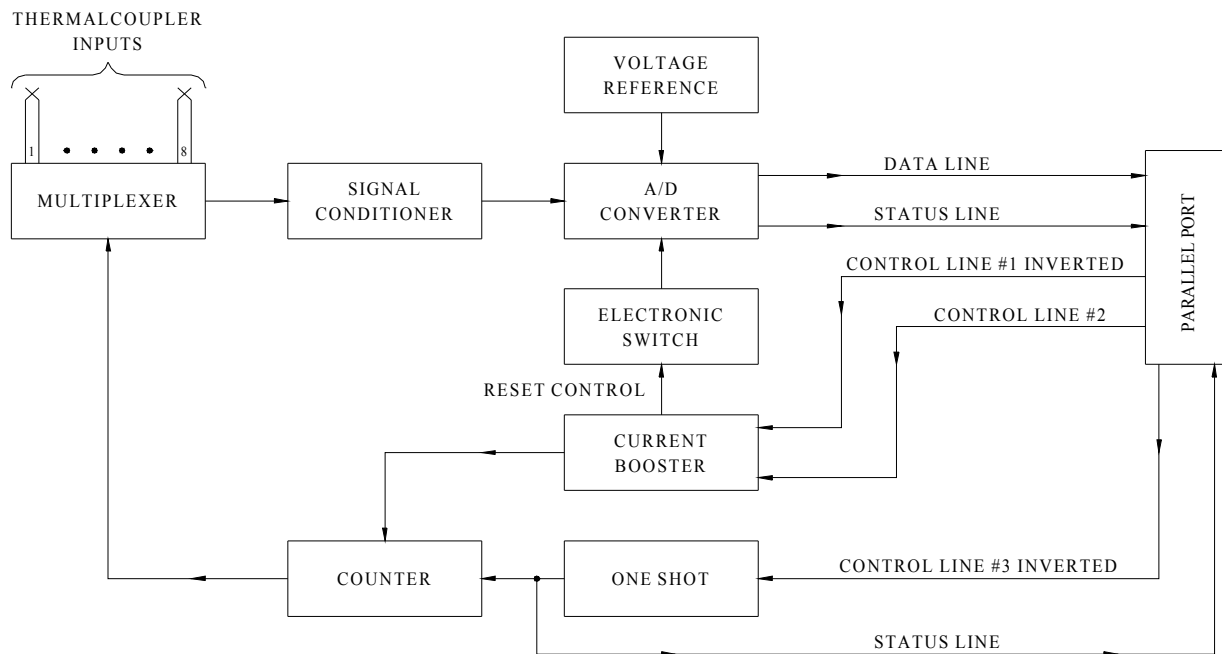 THERMALCOUPLER
INPUTS
VOLTAGE
REFERENCE
1
8
MULTIPLEXER
SIGNAL
CONDITIONER
A/D
CONVERTER
DATA LINE
STATUS LINE
CONTROL LINE #1 INVERTED
CONTROL LINE #2
PARALLEL PORT
ELECTRONIC
SWITCH
RESET CONTROL
CURRENT
BOOSTER
COUNTER
ONE SHOT
CONTROL LINE #3 INVERTED
STATUS LINE